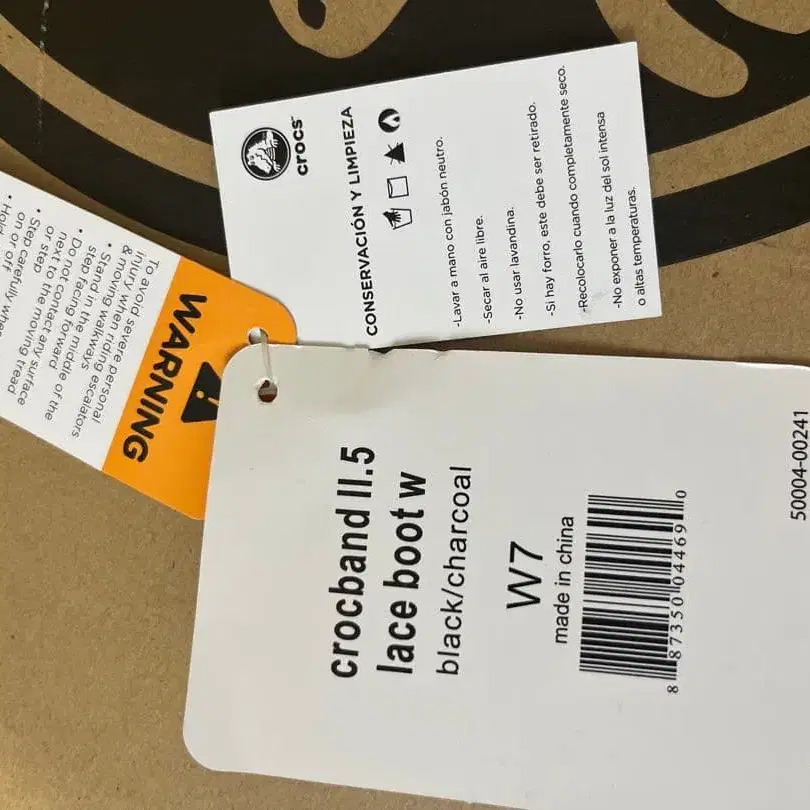 crocs™
CONSERVACIÓN Y LIMPIEZA
-Lavar a mano con jabón neutro.
-Secar al aire libre.
-No usar lavandina.
-Si hay forro, este debe ser retirado.
-Recolocarlo cuando completamente seco.
-No exponer a la luz del sol intensa
o altas temperaturas.
WARNING
To avoid severe personal
injury when riding escalators
& moving walkways
• Stand in the middle of the
step facing forward
• Do not contact any surface
next to the moving tread
or step
• Step carefully when
on or off
• Hold
crocband II.5
lace boot w
black/charcoal
W7
made in china
8 87350 04469 0
50004-00241